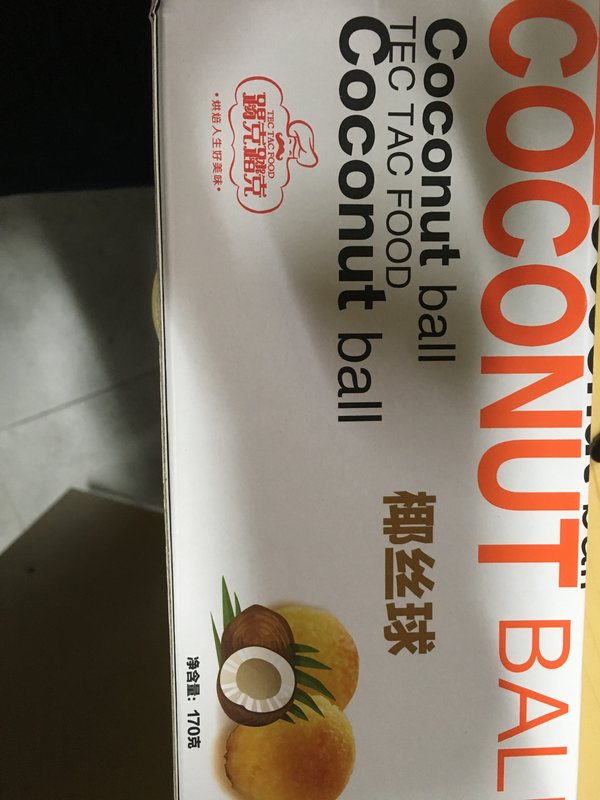 COCONUT BALL
Coconut ball
TEC TAC FOOD
Coconut ball
TEC TAC FOOD
踢克踏克
•烘焙人生好美味•
椰丝球
净含量：170克